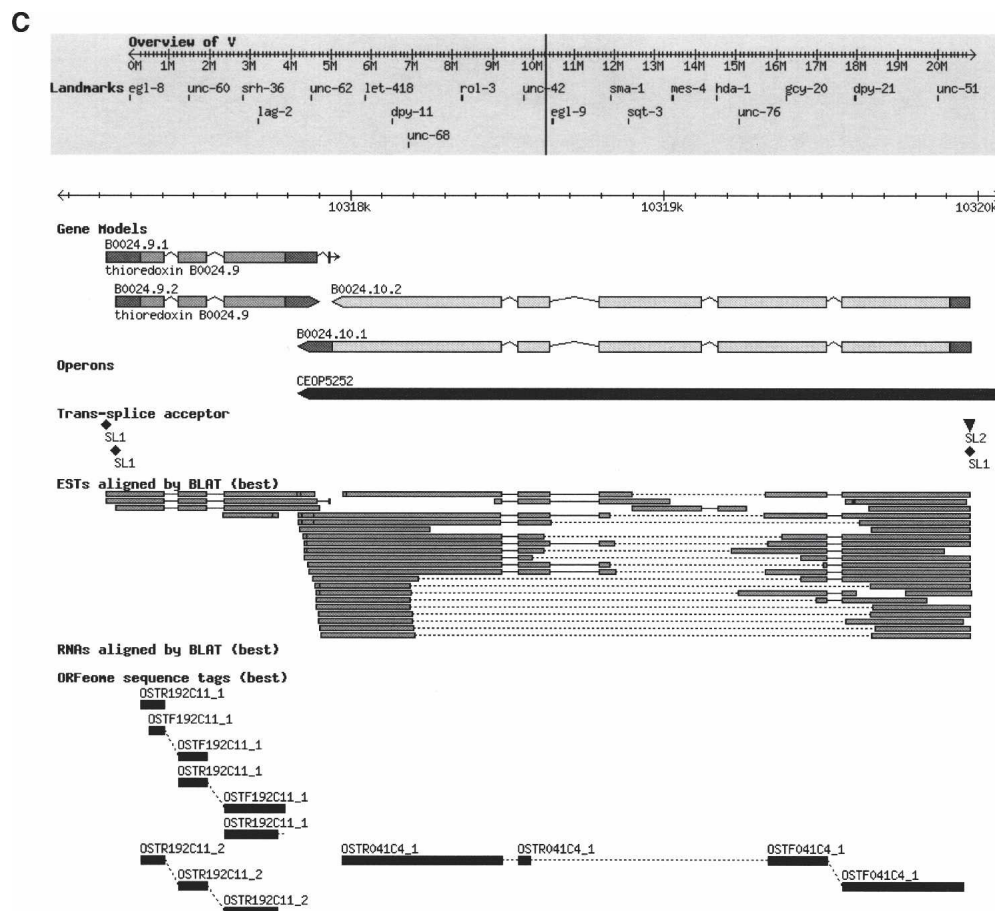 C
Overview of V
0M 1M 2M 3M 4M 5M 6M 7M 8M 9M 10M 11M 12M 13M 14M 15M 16M 17M 18M 19M 20M
Landmarks egl-8 unc-60 srh-36 unc-62 let-418 rol-3 unc-42 sma-1 mes-4 hda-1 gcy-20 dpy-21 unc-51
lag-2 dpy-11 egl-9 sqt-3 unc-76
unc-68
10318k 10319k 10320k
Gene Models
B0024.9.1
thioredoxin B0024.9
B0024.9.2 B0024.10.2
thioredoxin B0024.9
B0024.10.1
Operons
CEOP5252
Trans-splice acceptor
SL1 SL2
SL1 SL1
ESTs aligned by BLAT (best)
RNAs aligned by BLAT (best)
ORFeome sequence tags (best)
OSTR192C11_1
OSTF192C11_1
OSTF192C11_1
OSTR192C11_1
OSTF192C11_1
OSTR192C11_1
OSTR192C11_2 OSTR041C4_1 OSTR041C4_1 OSTF041C4_1
OSTR192C11_2 OSTF041C4_1
OSTR192C11_2